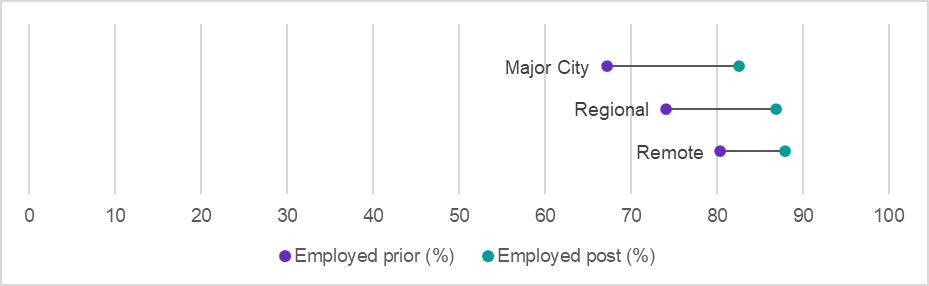 Major City
Regional
Remote
0 10 20 30 40 50 60 70 80 90 100
Employed prior (%) Employed post (%)